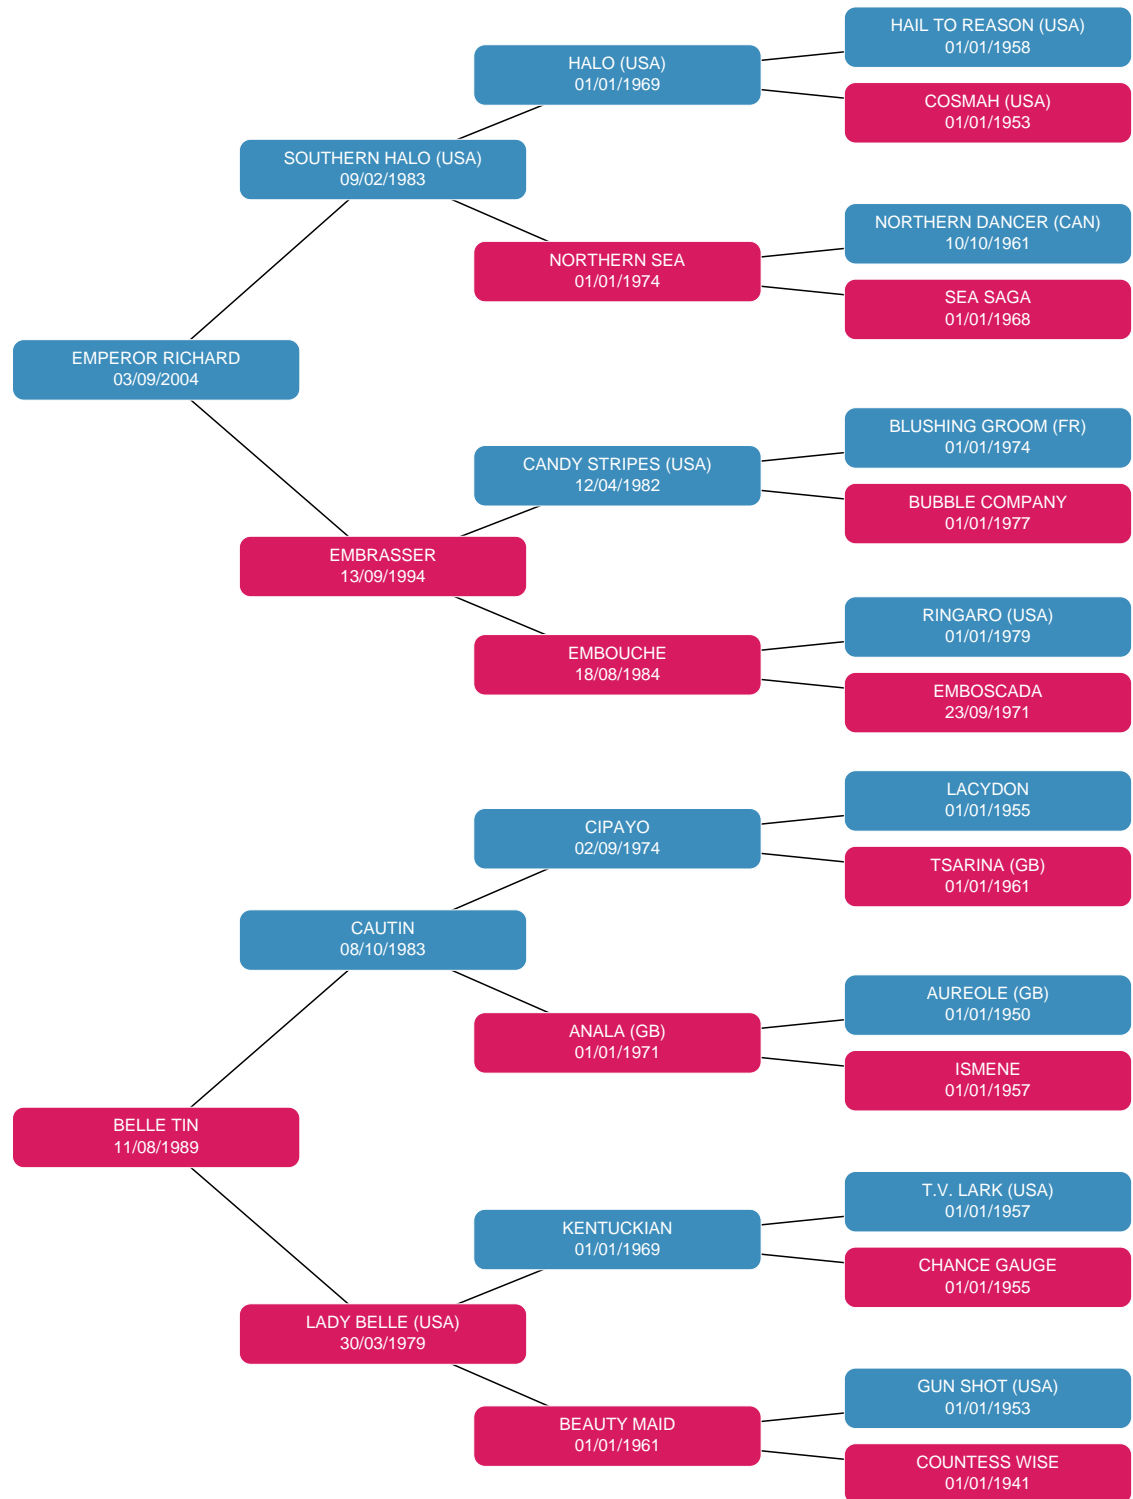 HAIL TO REASON (USA)
01/01/1958
HALO (USA)
01/01/1969
COSMAH (USA)
01/01/1953
SOUTHERN HALO (USA)
09/02/1983
NORTHERN DANCER (CAN)
10/10/1961
NORTHERN SEA
01/01/1974
SEA SAGA
01/01/1968
EMPEROR RICHARD
03/09/2004
BLUSHING GROOM (FR)
01/01/1974
CANDY STRIPES (USA)
12/04/1982
BUBBLE COMPANY
01/01/1977
EMBRASSER
13/09/1994
RINGARO (USA)
01/01/1979
EMBOUCHE
18/08/1984
EMBOSCADA
23/09/1971
LACYDON
01/01/1955
CIPAYO
02/09/1974
TSARINA (GB)
01/01/1961
CAUTIN
08/10/1983
AUREOLE (GB)
01/01/1950
ANALA (GB)
01/01/1971
ISMENE
01/01/1957
BELLE TIN
11/08/1989
T.V. LARK (USA)
01/01/1957
KENTUCKIAN
01/01/1969
CHANCE GAUGE
01/01/1955
LADY BELLE (USA)
30/03/1979
GUN SHOT (USA)
01/01/1953
BEAUTY MAID
01/01/1961
COUNTESS WISE
01/01/1941